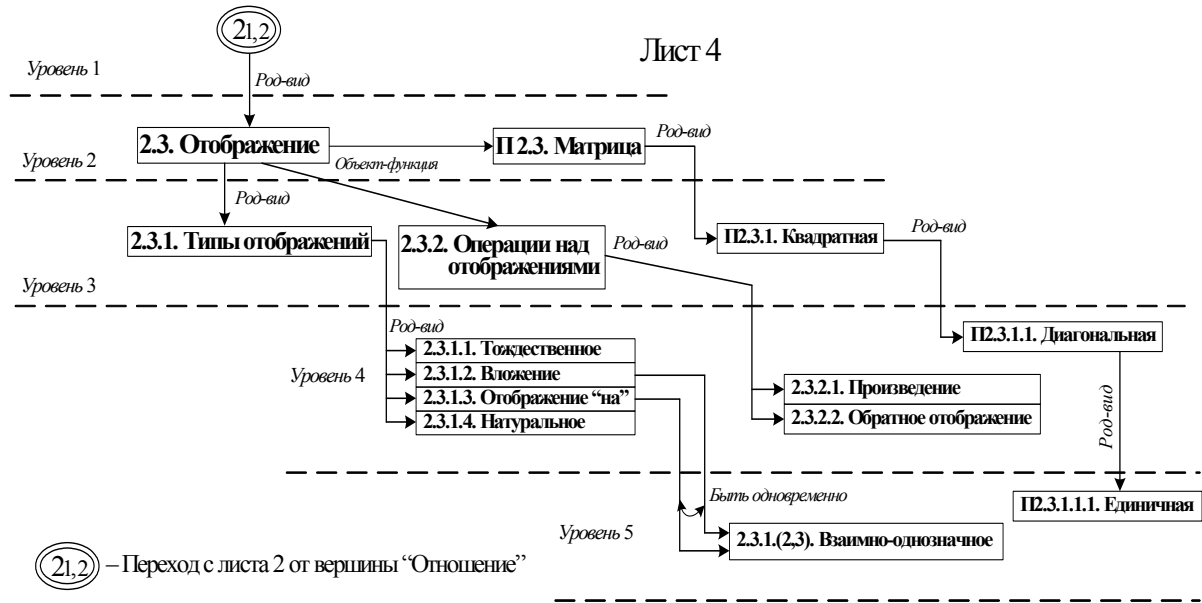 21,2
Лист 4
Уровень 1
Род-вид
2.3. Отображение
П 2.3. Матрица
Род-вид
Уровень 2
Объект-функция
Род-вид
2.3.1. Типы отображений
2.3.2. Операции над
отображениями
Род-вид
П2.3.1. Квадратная
Род-вид
Уровень 3
Род-вид
П2.3.1.1. Диагональная
2.3.1.1. Тождественное
Уровень 4
2.3.1.2. Вложение
2.3.1.3. Отображение “на”
2.3.1.4. Натуральное
2.3.2.1. Произведение
2.3.2.2. Обратное отображение
Род-вид
Быть одновременно
П2.3.1.1.1. Единичная
Уровень 5
2.3.1.(2,3). Взаимно-однозначное
21,2 – Переход с листа 2 от вершины “Отношение”